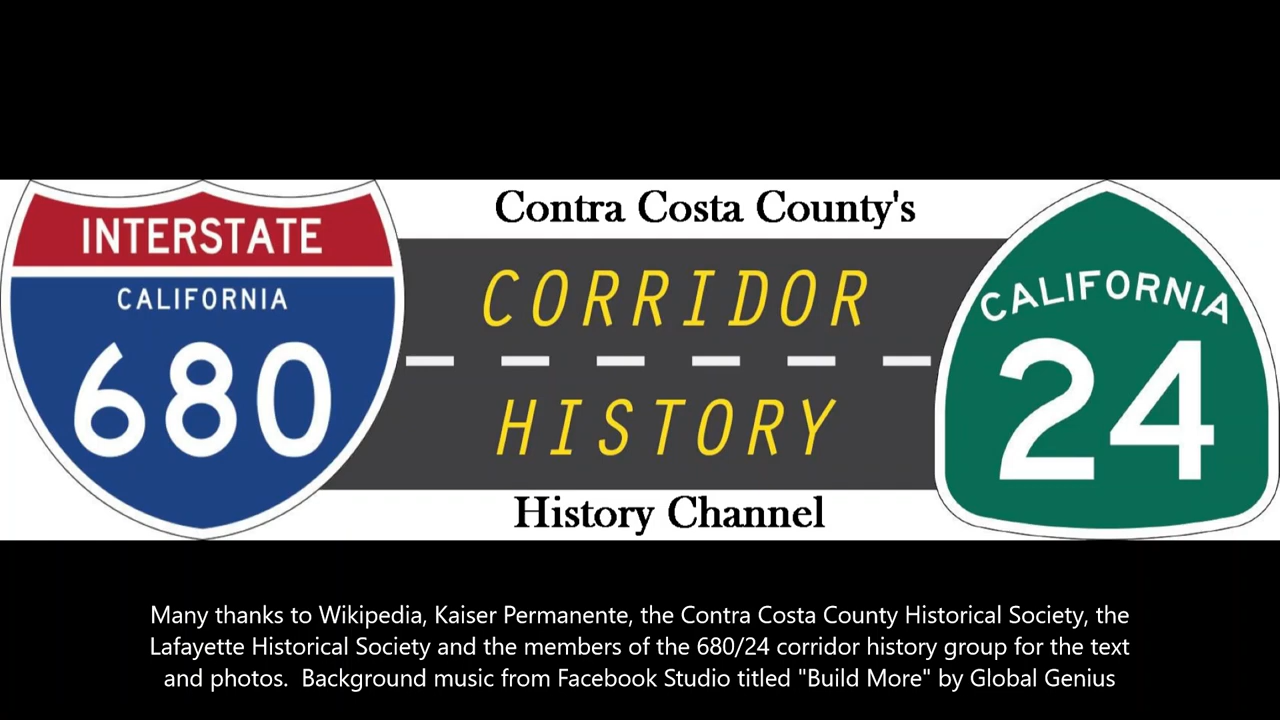 Contra Costa County's
INTERSTATE
CALIFORNIA
680
CORRIDOR
HISTORY
CALIFORNIA
24
History Channel
Many thanks to Wikipedia, Kaiser Permanente, the Contra Costa County Historical Society, the
Lafayette Historical Society and the members of the 680/24 corridor history group for the text
and photos.  Background music from Facebook Studio titled "Build More" by Global Genius